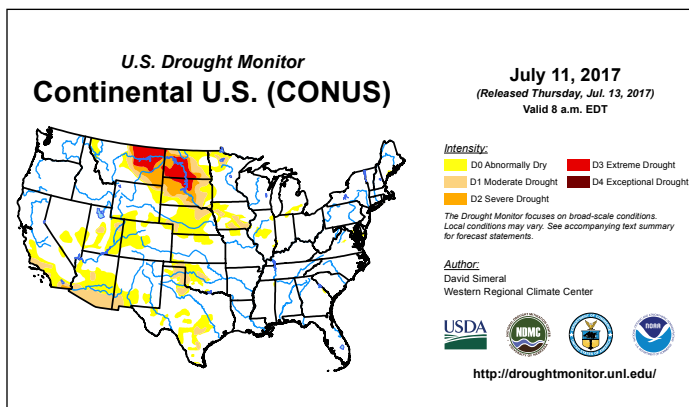 U.S. Drought Monitor
Continental U.S. (CONUS)
July 11, 2017
(Released Thursday, Jul. 13, 2017)
Valid 8 a.m. EDT
Intensity:
D0 Abnormally Dry
D1 Moderate Drought
D2 Severe Drought
D3 Extreme Drought
D4 Exceptional Drought
The Drought Monitor focuses on broad-scale conditions.
Local conditions may vary. See accompanying text summary
for forecast statements.
Author:
David Simeral
Western Regional Climate Center
USDA
NDMC
NOAA
http://droughtmonitor.unl.edu/